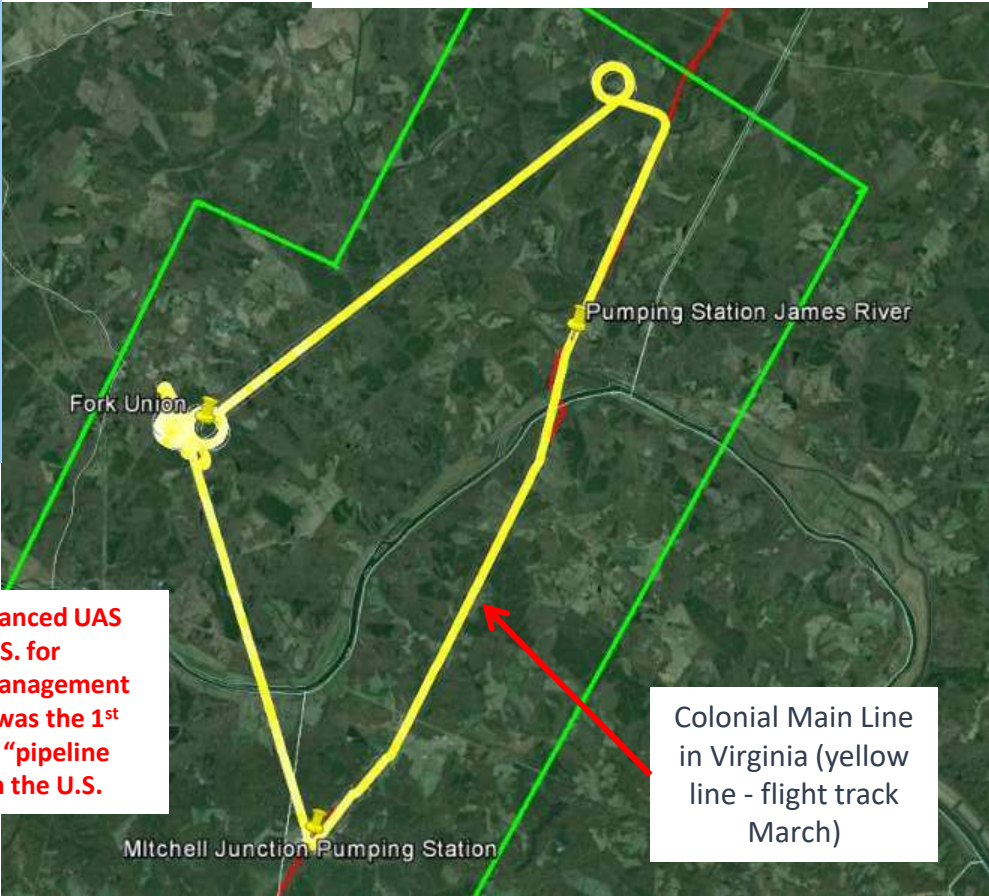 Pumping Station James River
Fork Union
anced UAS
S. for
anagement
was the 1st
“pipeline
n the U.S.
Colonial Main Line
in Virginia (yellow
line - flight track
March)
MItchell Junction Pumping Station